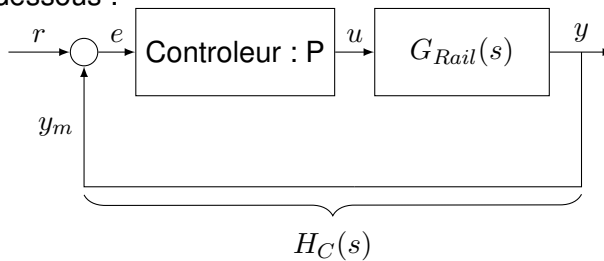 dessous :
r
e
Controleur : P
u
G_{Rail}(s)
y
y_m
H_C(s)